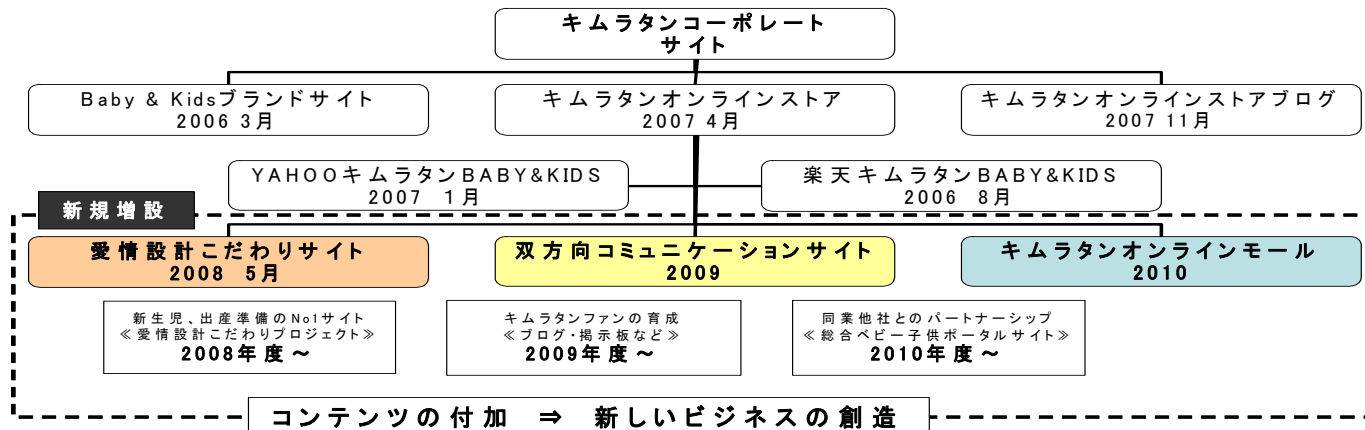 キムラタンコーポレート
サイト
Baby & Kidsブランドサイト
2006 3月
キムラタンオンラインストア
2007 4月
キムラタンオンラインストアブログ
2007 11月
YAHOOキムラタンBABY&KIDS
2007 1月
楽天キムラタンBABY&KIDS
2006 8月
新規増設
愛情設計こだわりサイト
2008 5月
双方向コミュニケーションサイト
2009
キムラタンオンラインモール
2010
新生児、出産準備のNo1サイト
≪愛情設計こだわりプロジェクト≫
2008年度～
キムラタンファンの育成
≪ブログ・掲示板など≫
2009年度～
同業他社とのパートナーシップ
≪総合ベビー子供ポータルサイト≫
2010年度～
コンテンツの付加 ⇒ 新しいビジネスの創造